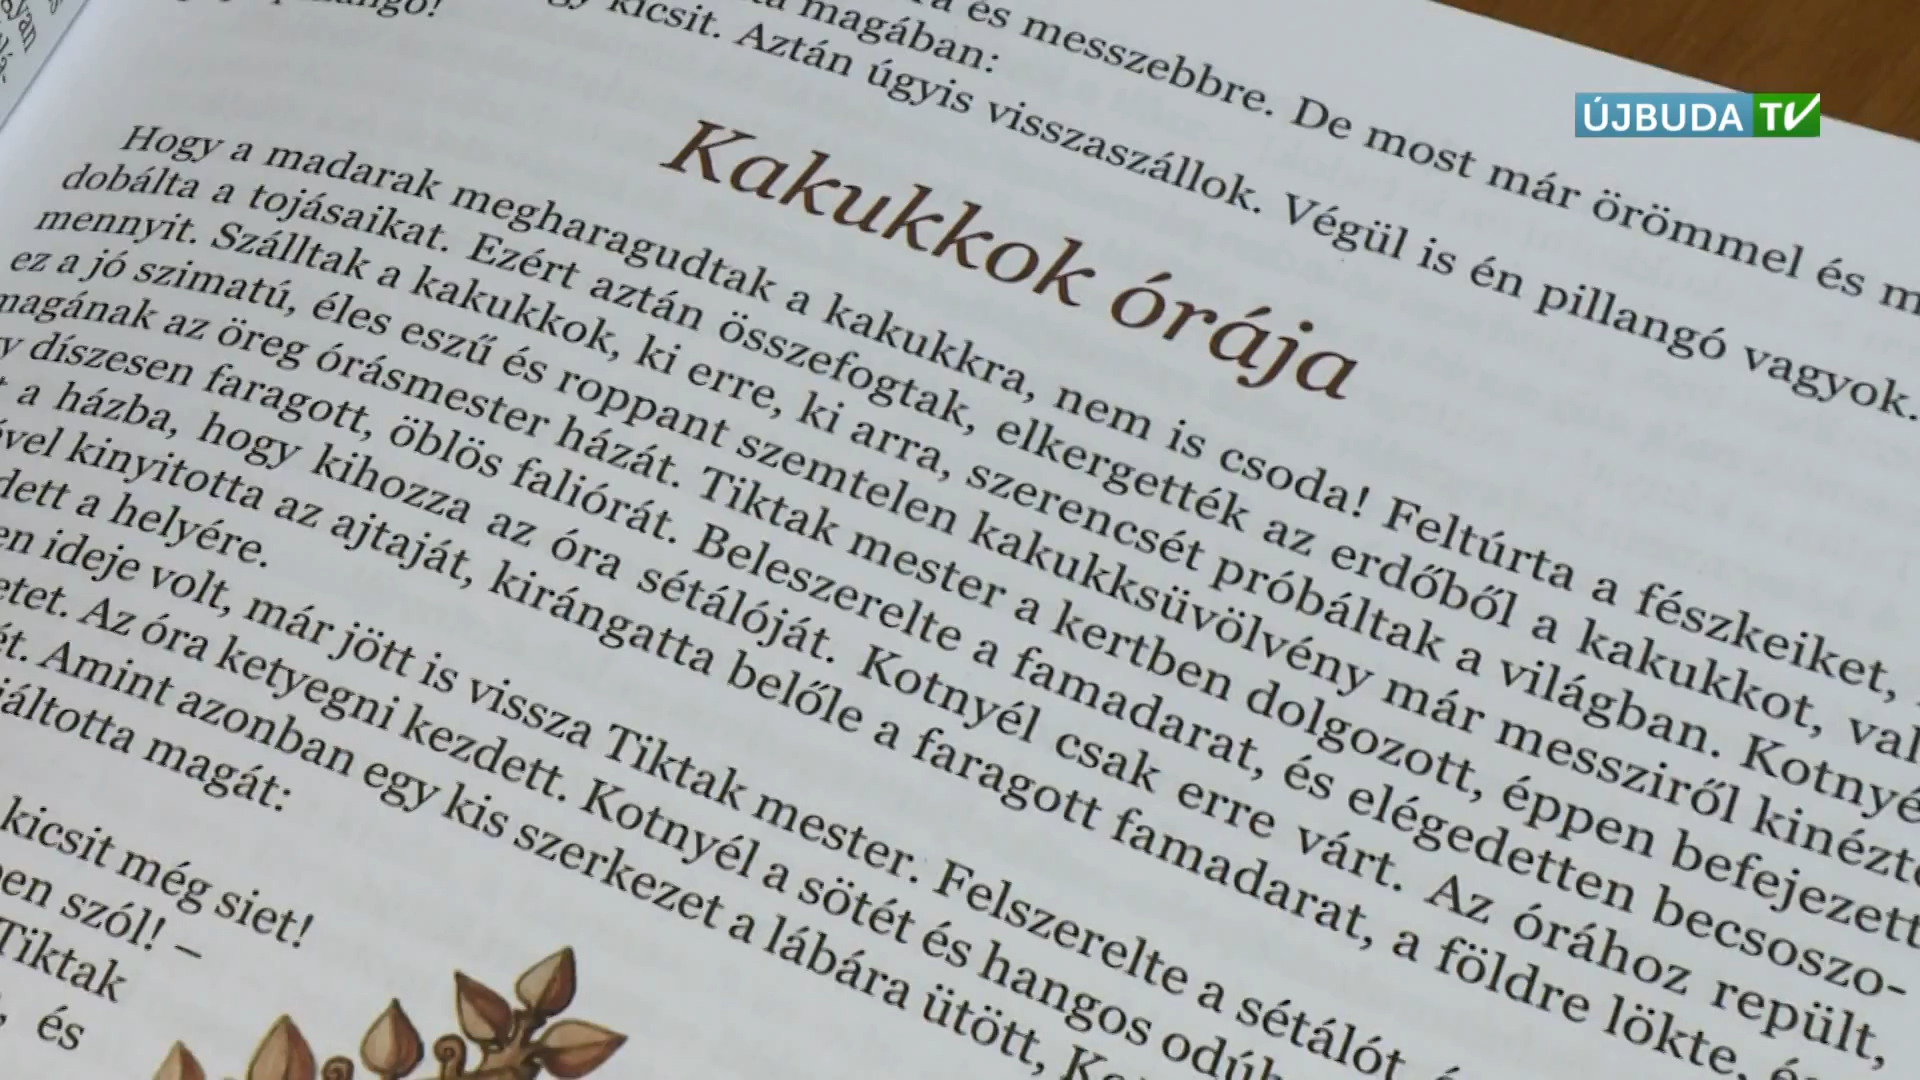 és messzebbre. De most már örömmel és
magában:
kicsit. Aztán úgyis visszaszállok. Végül is én pillangó vagyok.
ÚJBUDA TV
Kakukkok órája
Hogy a madarak megharagudtak a kakukkra, nem is csoda! Feltúrta a fészkeiket,
dobálta a tojásaikat. Ezért aztán összefogtak, elkergették az erdőből a kakukkot, val
mennyit. Szálltak a kakukkok, ki erre, ki arra, szerencsét próbáltak a világban. Kotnyé
ez a jó szimatú, éles eszű és roppant szemtelen kakukksüvölvény már messziről kinézte
magának az öreg órásmester házát. Tiktak mester a kertben dolgozott, éppen befejezett
y díszesen faragott, öblös faliórát. Beleszerelte a famadarat, és elégedetten becsoszo-
t a házba, hogy kihozza az óra sétálóját. Kotnyél csak erre várt. Az órához repült,
vel kinyitotta az ajtaját, kirángatta belőle a faragott famadarat, a földre lökte,
dett a helyére.
en ideje volt, már jött is vissza Tiktak mester. Felszerelte a sétálót,
etet. Az óra ketyegni kezdett. Kotnyél a sötét és hangos
ét. Amint azonban egy kis szerkezet a lábára ütött,
iáltotta magát:
kicsit még siet!
en szól! –
Tiktak
, és